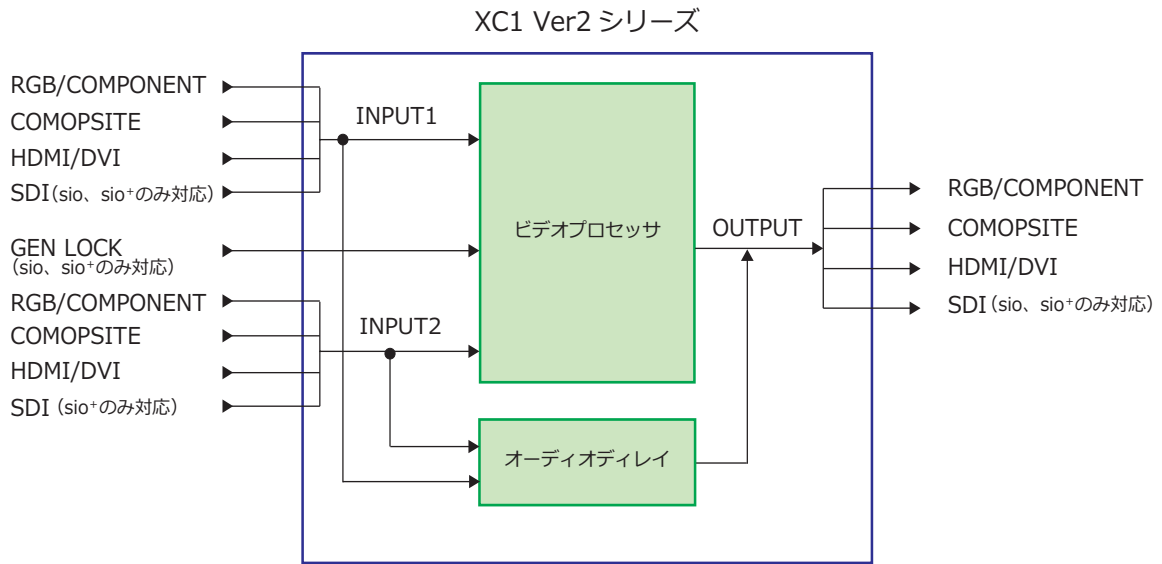 XC1 Ver2 シリーズ
RGB/COMPONENT
COMOPSITE
HDMI/DVI
SDI(sio、sio+のみ対応)
GEN LOCK
(sio、sio+のみ対応)
RGB/COMPONENT
COMOPSITE
HDMI/DVI
SDI (sio+のみ対応)
INPUT1
INPUT2
ビデオプロセッサ
オーディオディレイ
OUTPUT
RGB/COMPONENT
COMOPSITE
HDMI/DVI
SDI (sio、sio+のみ対応)